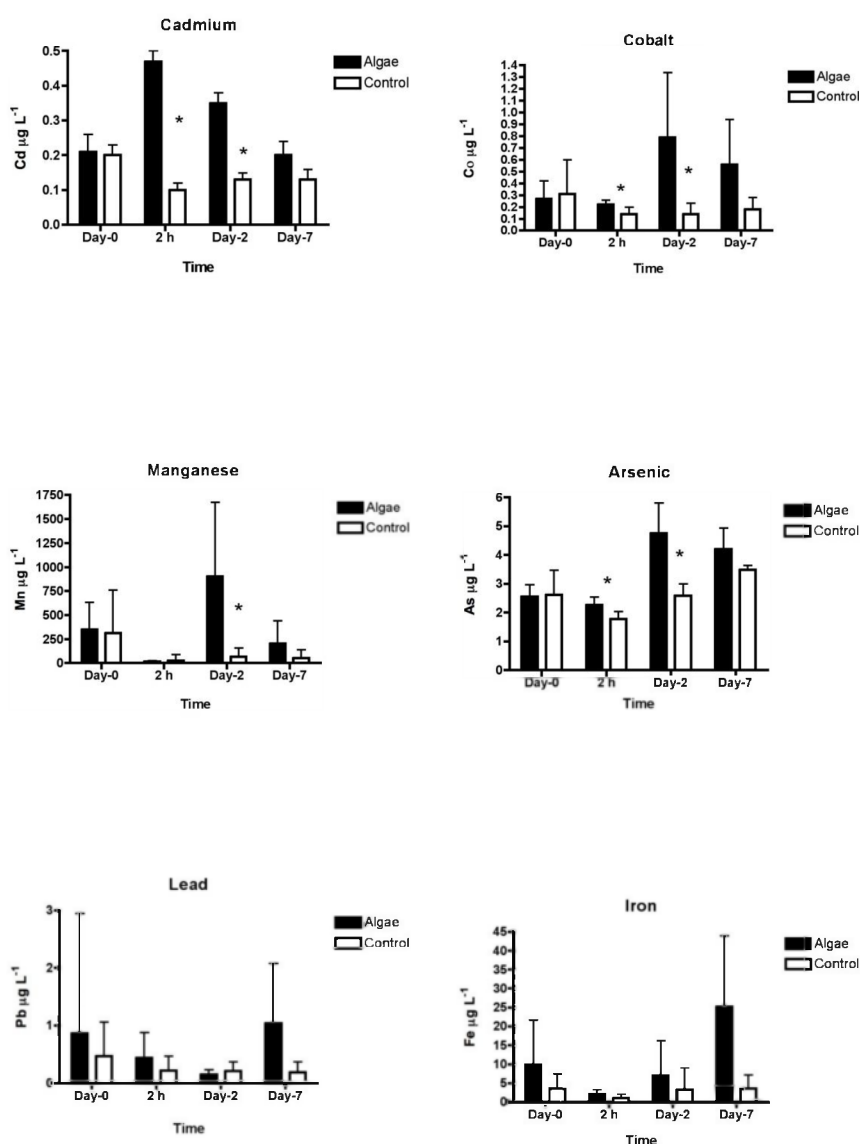 Cadmium
0.5
0.4
0.3
0.2
0.1
0.0
Cd µg L⁻¹
Algae
Control
*
*
Day-0 2 h Day-2 Day-7
Time
Cobalt
1.4
1.3
1.2
1.1
1.0
0.9
0.8
0.7
0.6
0.5
0.4
0.3
0.2
0.1
0.0
Co µg L⁻¹
Algae
Control
*
*
Day-0 2 h Day-2 Day-7
Time
Manganese
1750
1500
1250
1000
750
500
250
0
Mn µg L⁻¹
Algae
Control
*
Day-0 2 h Day-2 Day-7
Time
Arsenic
6
5
4
3
2
1
0
As µg L⁻¹
Algae
Control
*
*
Day-0 2 h Day-2 Day-7
Time
Lead
3
2
1
0
Pb µg L⁻¹
Algae
Control
Day-0 2 h Day-2 Day-7
Time
Iron
45
40
35
30
25
20
15
10
5
0
Fe µg L⁻¹
Algae
Control
Day-0 2 h Day-2 Day-7
Time